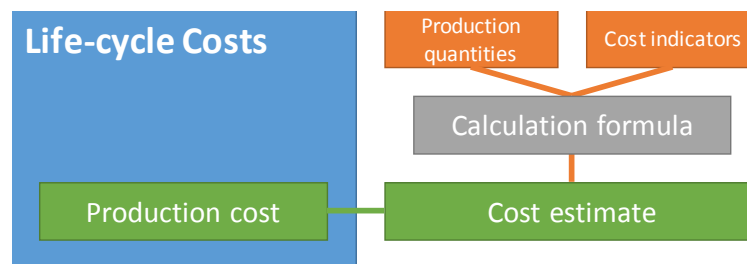 Life-cycle Costs
Production
quantities
Cost indicators
Calculation formula
Production cost
Cost estimate